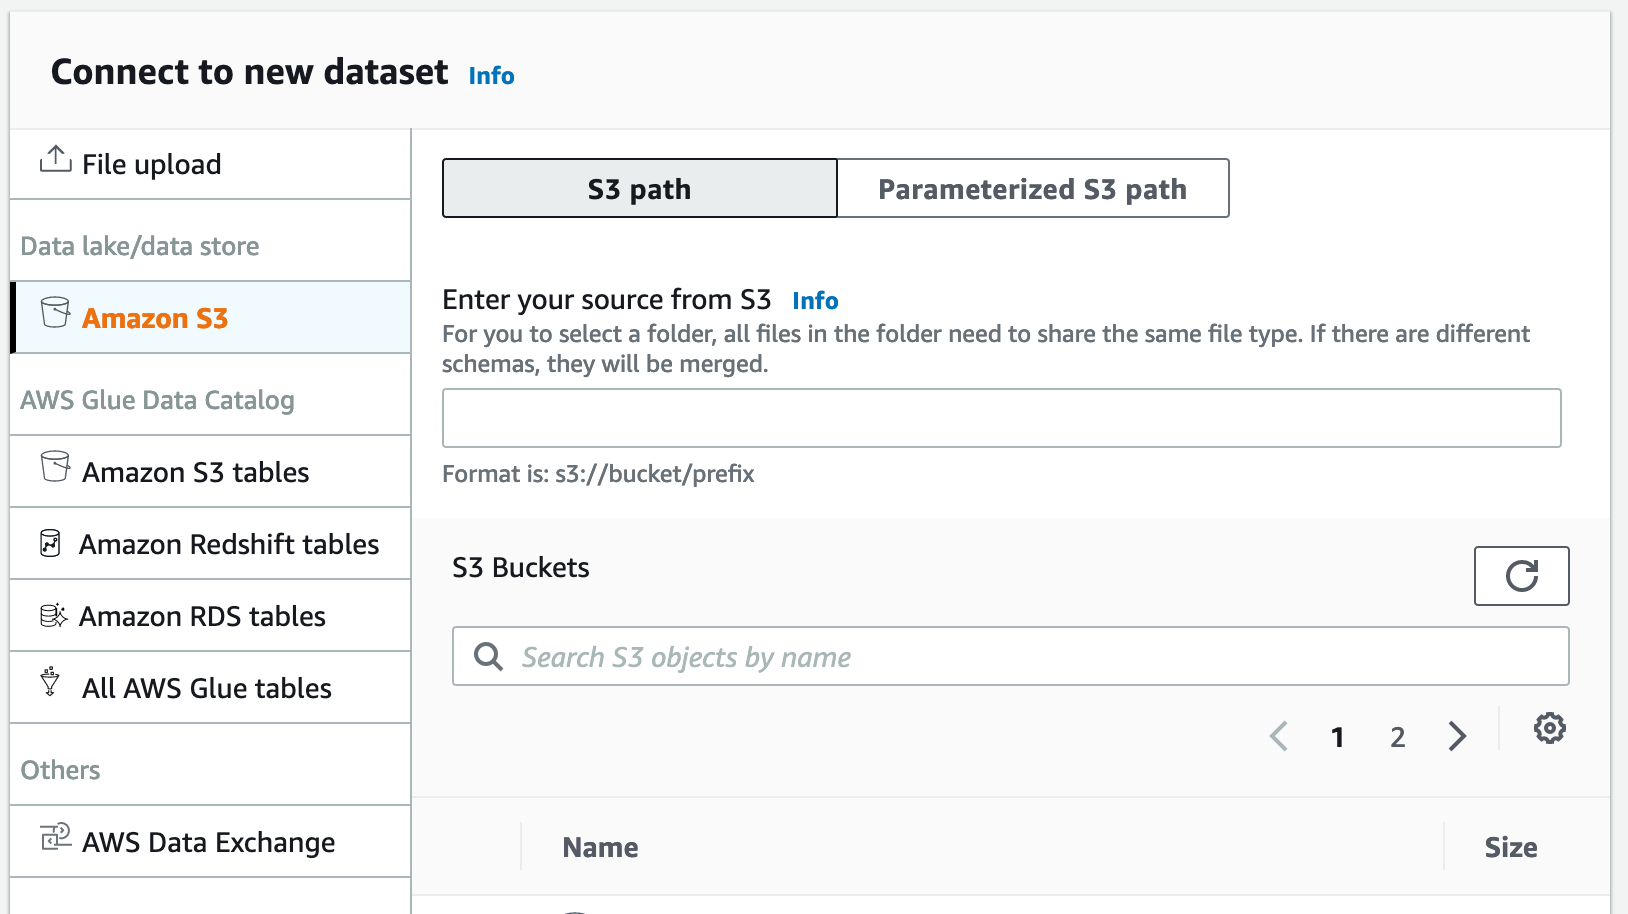 Connect to new dataset Info
File upload
Data lake/data store
Amazon S3
AWS Glue Data Catalog
Amazon S3 tables
Amazon Redshift tables
Amazon RDS tables
All AWS Glue tables
Others
AWS Data Exchange
S3 path
Parameterized S3 path
Enter your source from S3 Info
For you to select a folder, all files in the folder need to share the same file type. If there are different
schemas, they will be merged.
Format is: s3://bucket/prefix
S3 Buckets
Search S3 objects by name
1 2
Name Size